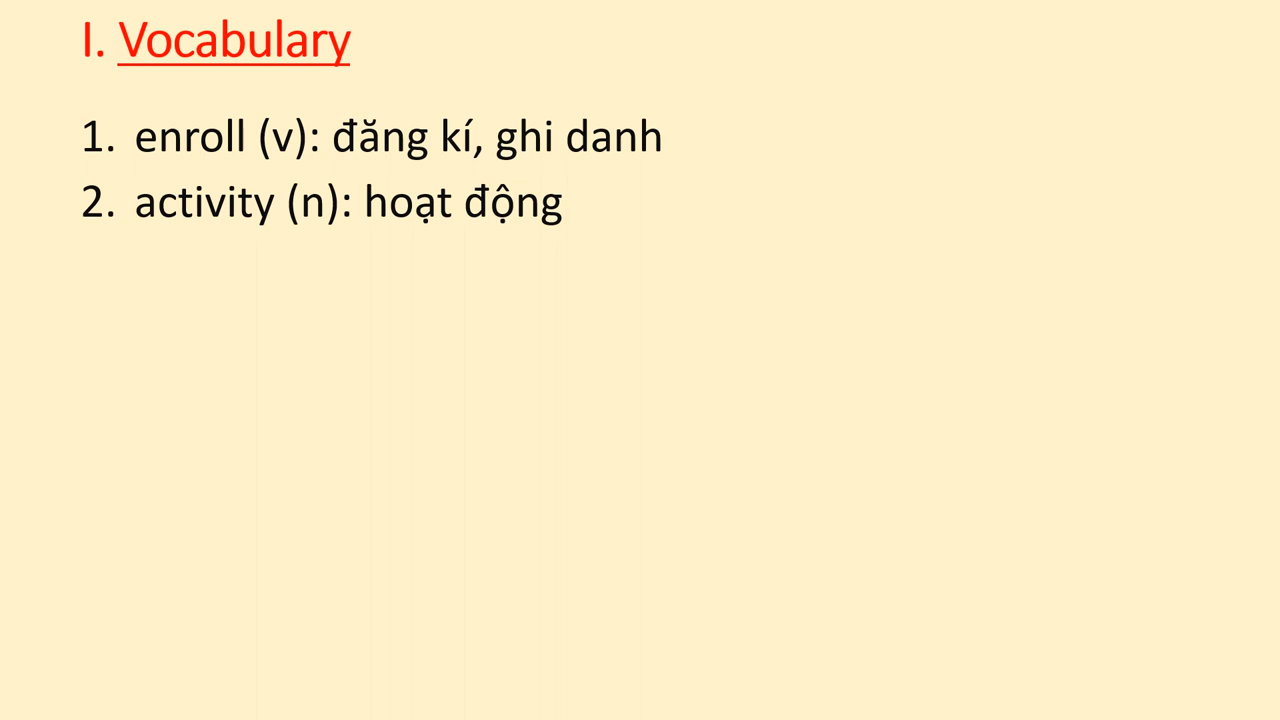 I. Vocabulary
1. enroll (v): đăng kí, ghi danh
2. activity (n): hoạt động